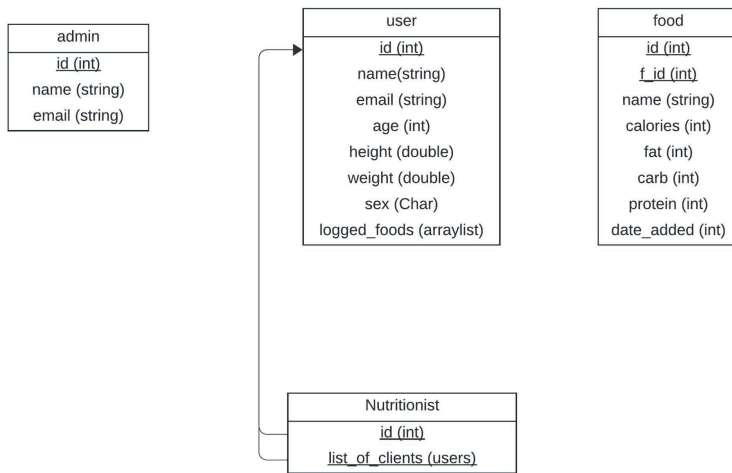 admin
id (int)
name (string)
email (string)
user
id (int)
name(string)
email (string)
age (int)
height (double)
weight (double)
sex (Char)
logged_foods (arraylist)
food
id (int)
f_id (int)
name (string)
calories (int)
fat (int)
carb (int)
protein (int)
date_added (int)
Nutritionist
id (int)
list_of_clients (users)